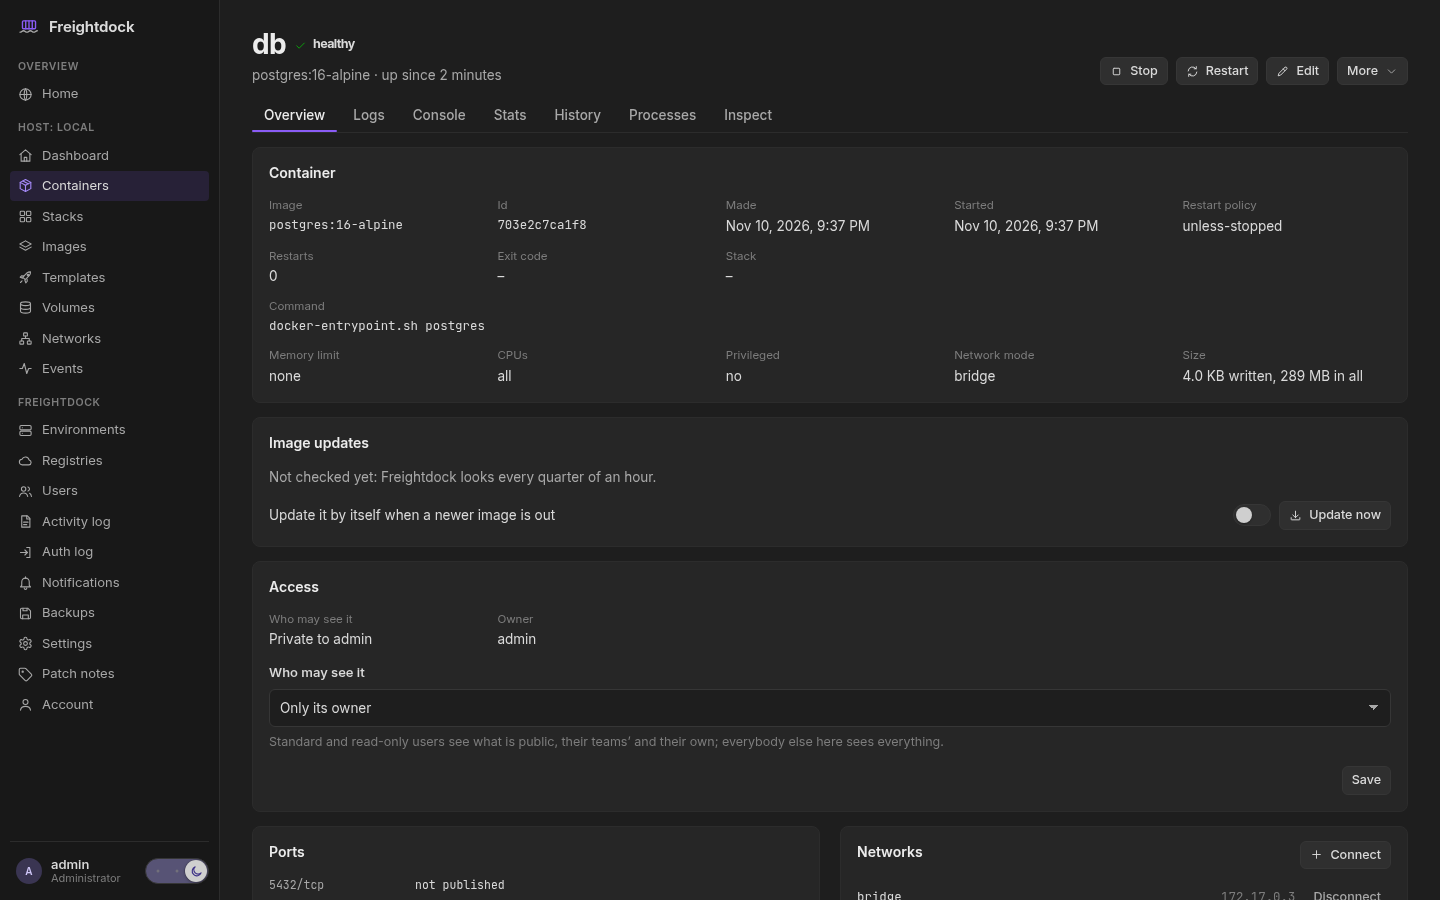 Freightdock
OVERVIEW
Home
HOST: LOCAL
Dashboard
Containers
Stacks
Images
Templates
Volumes
Networks
Events
FREIGHTDOCK
Environments
Registries
Users
Activity log
Auth log
Notifications
Backups
Settings
Patch notes
Account
A
admin
Administrator
db healthy
postgres:16-alpine · up since 2 minutes
Stop Restart Edit More
Overview Logs Console Stats History Processes Inspect
Container
Image Id Made Started Restart policy
postgres:16-alpine 703e2c7ca1f8 Nov 10, 2026, 9:37 PM Nov 10, 2026, 9:37 PM unless-stopped
Restarts Exit code Stack
0 – –
Command
docker-entrypoint.sh postgres
Memory limit CPUs Privileged Network mode Size
none all no bridge 4.0 KB written, 289 MB in all
Image updates
Not checked yet: Freightdock looks every quarter of an hour.
Update it by itself when a newer image is out Update now
Access
Who may see it Owner
Private to admin admin
Who may see it
Only its owner
Standard and read-only users see what is public, their teams’ and their own; everybody else here sees everything.
Save
Ports
5432/tcp not published
Networks Connect
bridge 172.17.0.3 Disconnect